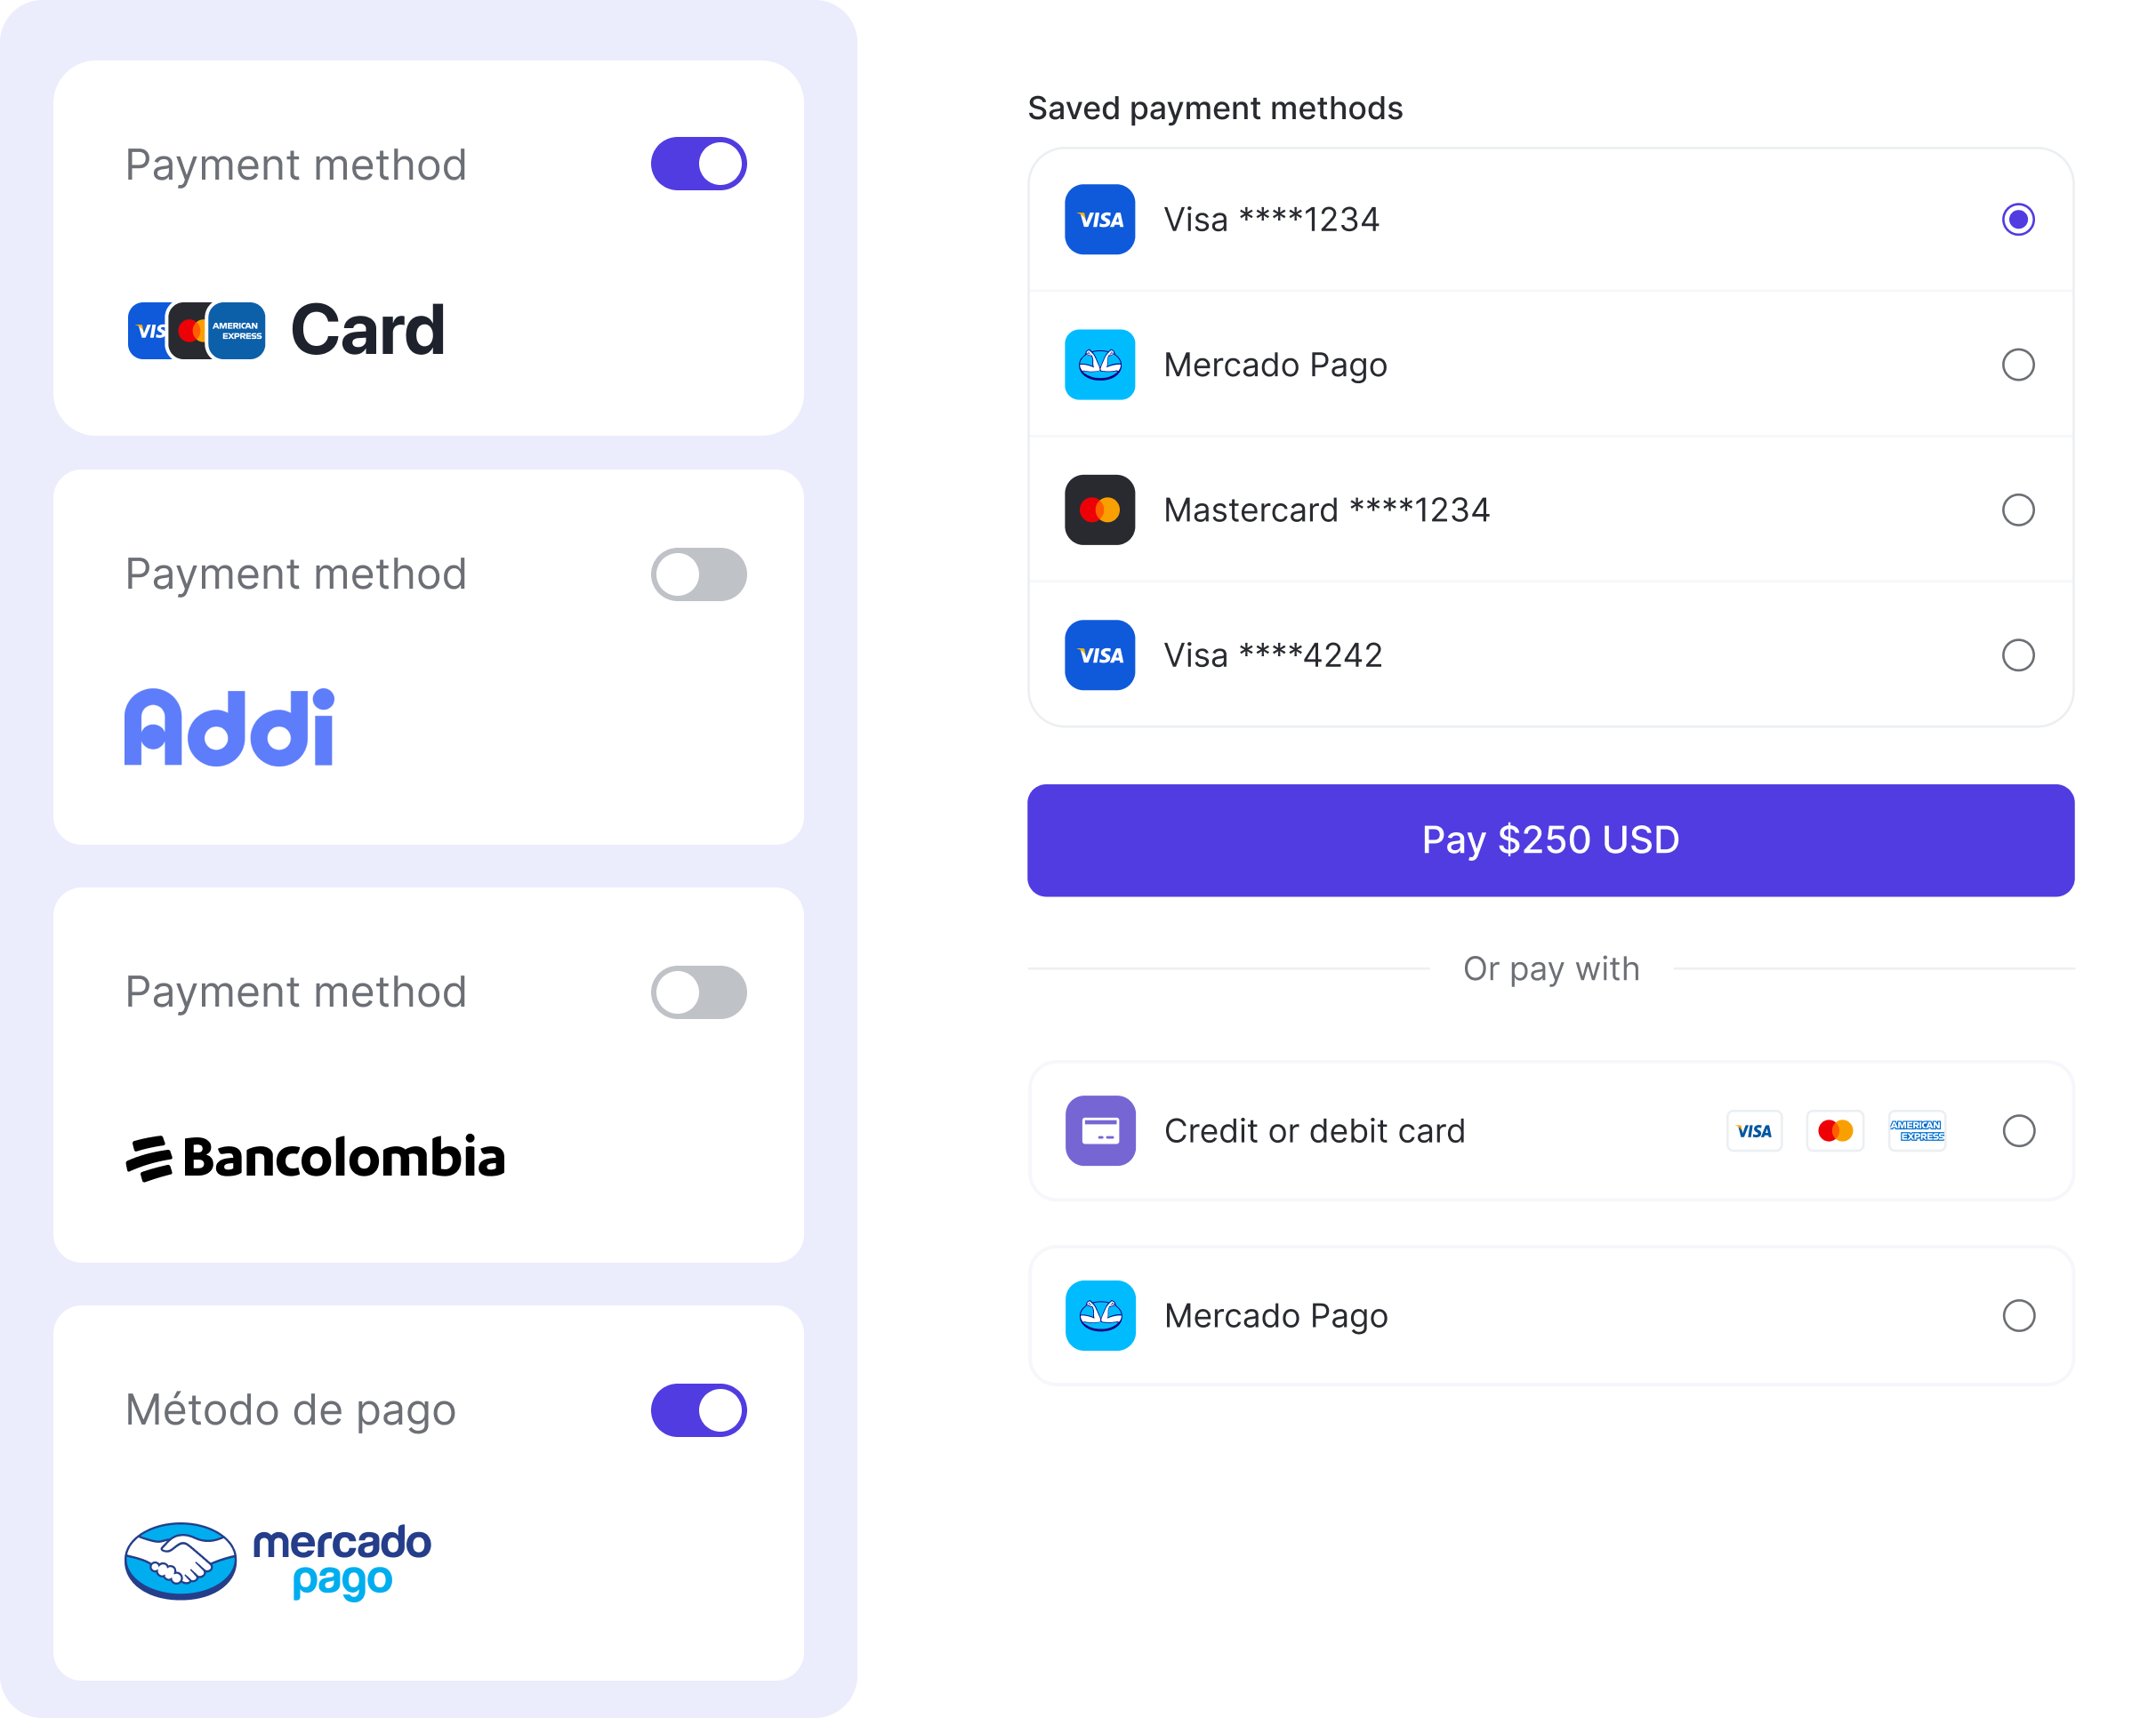 Payment method
VIS
AMERICAN
EXPRESS
Card
Payment method
Addi
Payment method
Bancolombia
Método de pago
mercado
pago
Saved payment methods
VISA Visa ****1234
Mercado Pago
Mastercard ****1234
VISA Visa ****4242
Pay $250 USD
Or pay with
Credit or debit card VISA AMERICAN EXPRESS
Mercado Pago